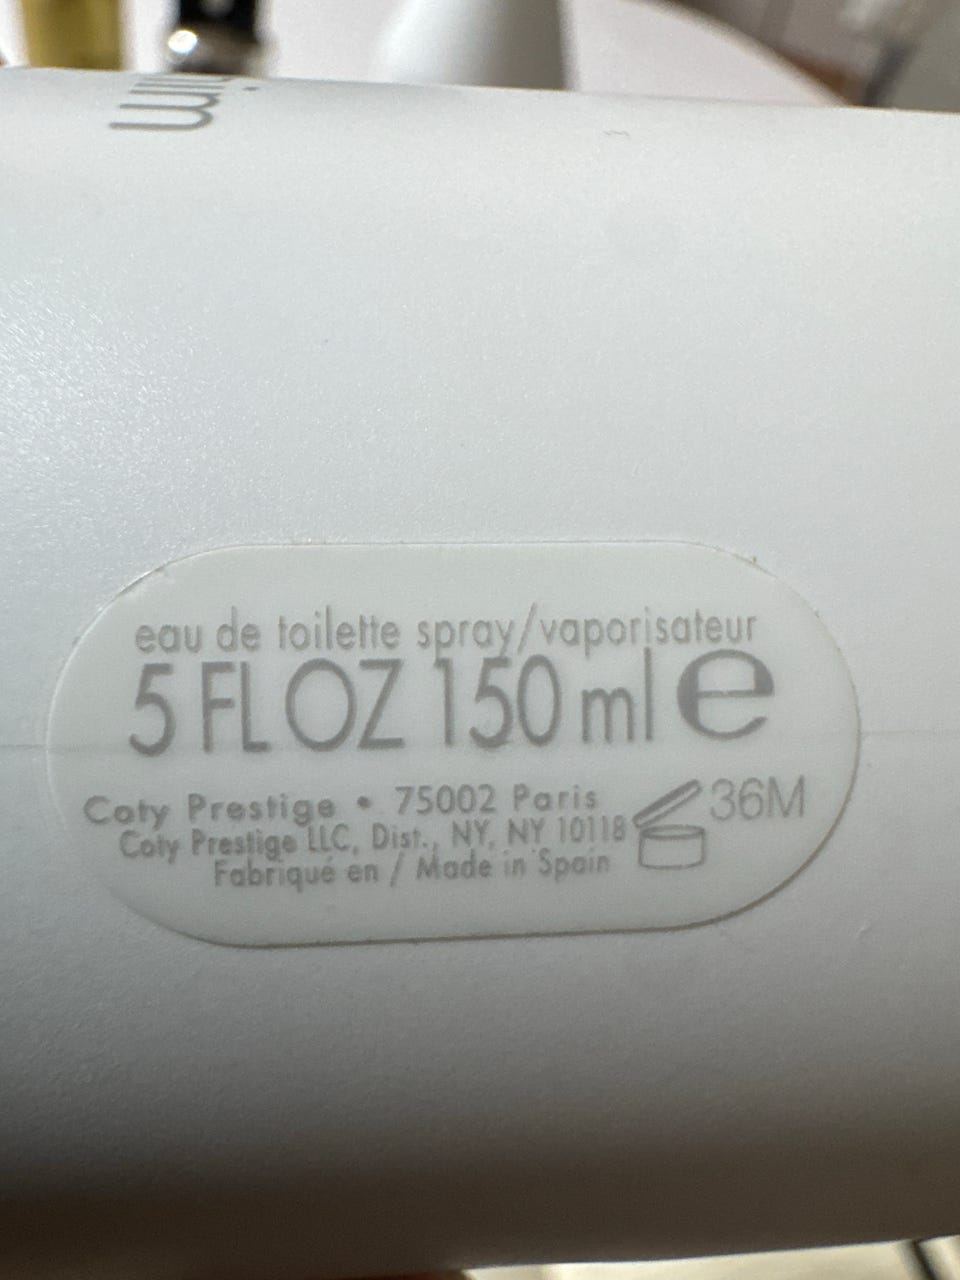 eau de toilette spray/vaporisateur
5 FL OZ 150 ml e
Coty Prestige • 75002 Paris
Coty Prestige LLC, Dist., NY, NY 10118
Fabriqué en / Made in Spain
36M